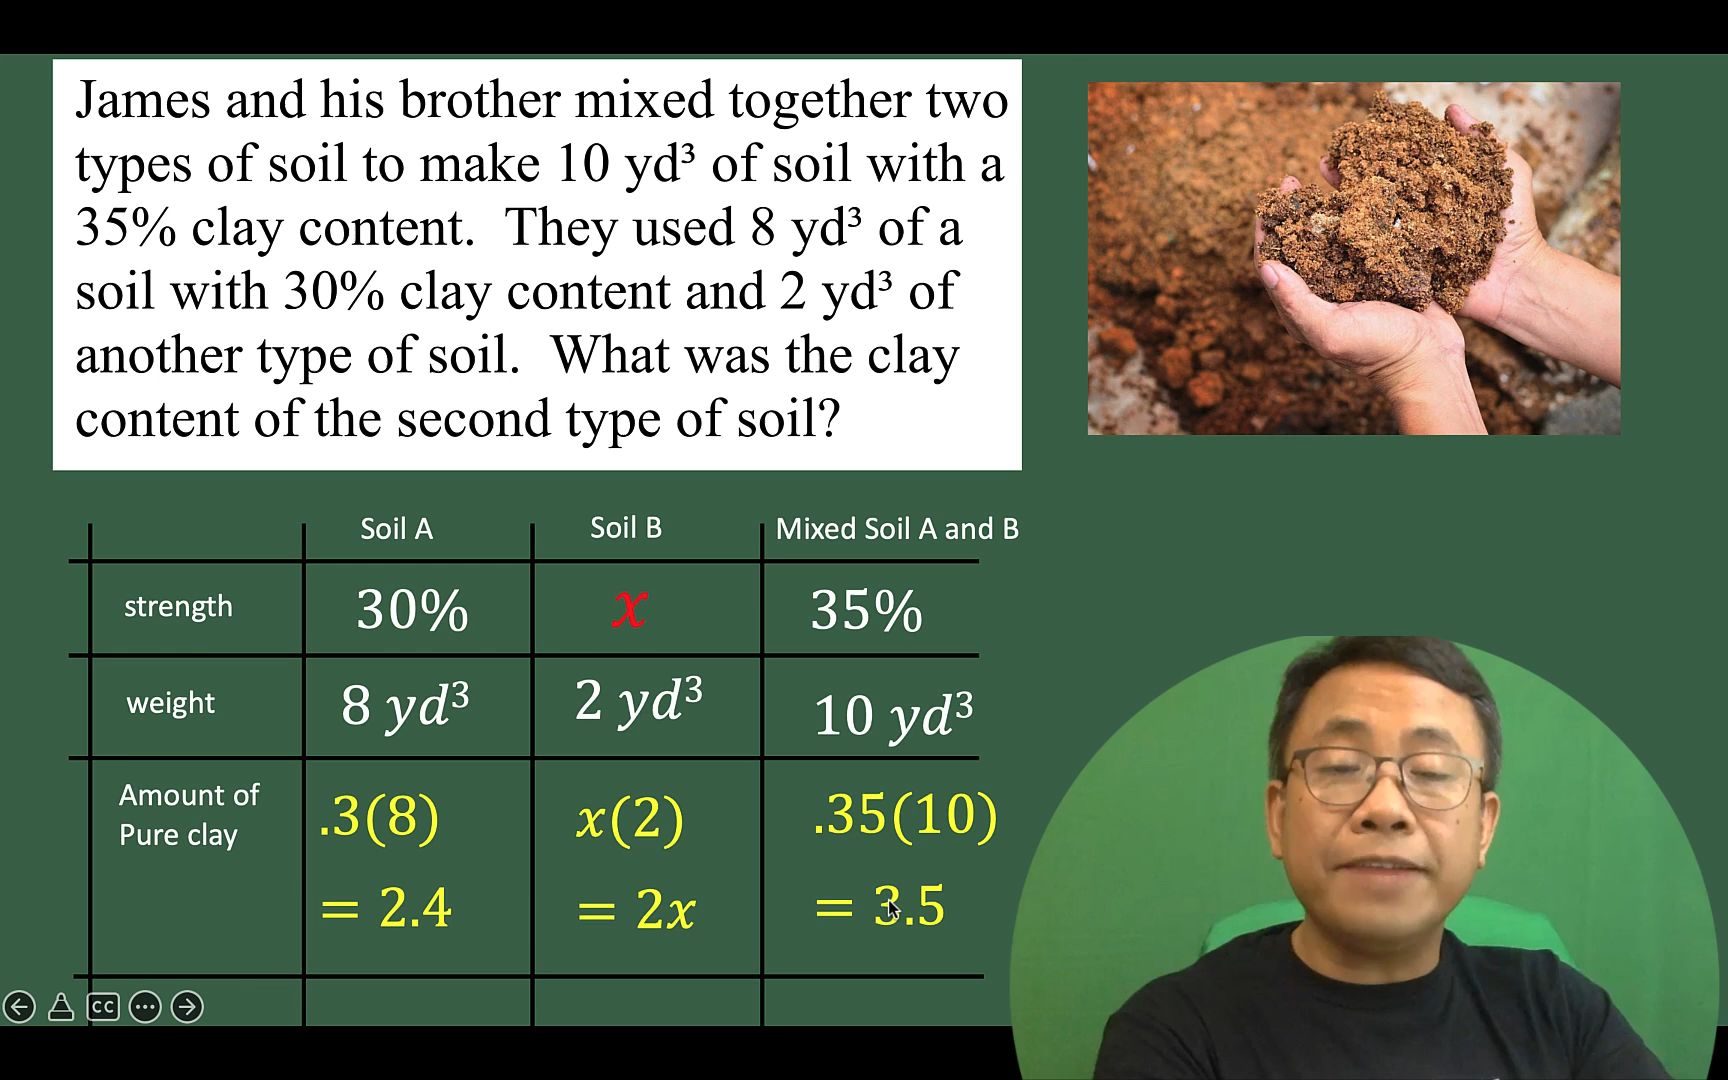 James and his brother mixed together two
types of soil to make 10 yd³ of soil with a
35% clay content.  They used 8 yd³ of a
soil with 30% clay content and 2 yd³ of
another type of soil.  What was the clay
content of the second type of soil?
Soil A Soil B Mixed Soil A and B
strength 30% x 35%
weight 8 yd³ 2 yd³ 10 yd³
Amount of
Pure clay
.3(8) x(2) .35(10)
= 2.4 = 2x = 3.5
CC